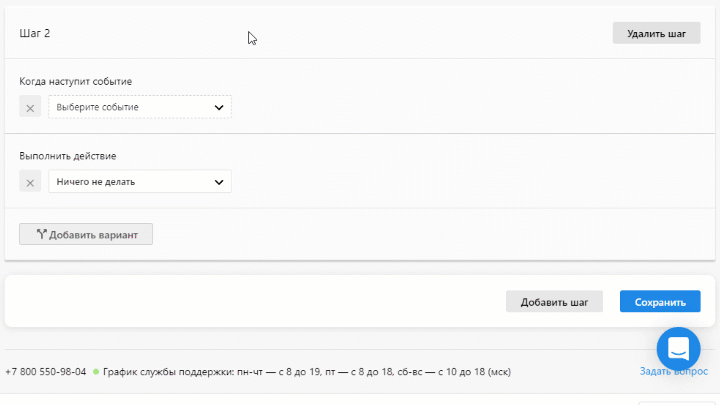 Шаг 2
Удалить шаг
Когда наступит событие
Выберите событие
Выполнить действие
Ничего не делать
Добавить вариант
Добавить шаг
Сохранить
+7 800 550-98-04 График службы поддержки: пн-чт — с 8 до 19, пт — с 8 до 18, сб-вс — с 10 до 18 (мск)
Задать вопрос